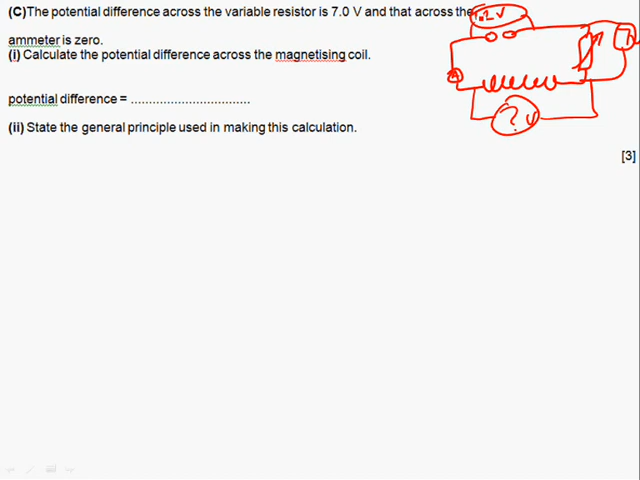 (C)The potential difference across the variable resistor is 7.0 V and that across the
ammeter is zero.
(i) Calculate the potential difference across the magnetising coil.
potential difference = ..................................
(ii) State the general principle used in making this calculation.
[3]
A
? V